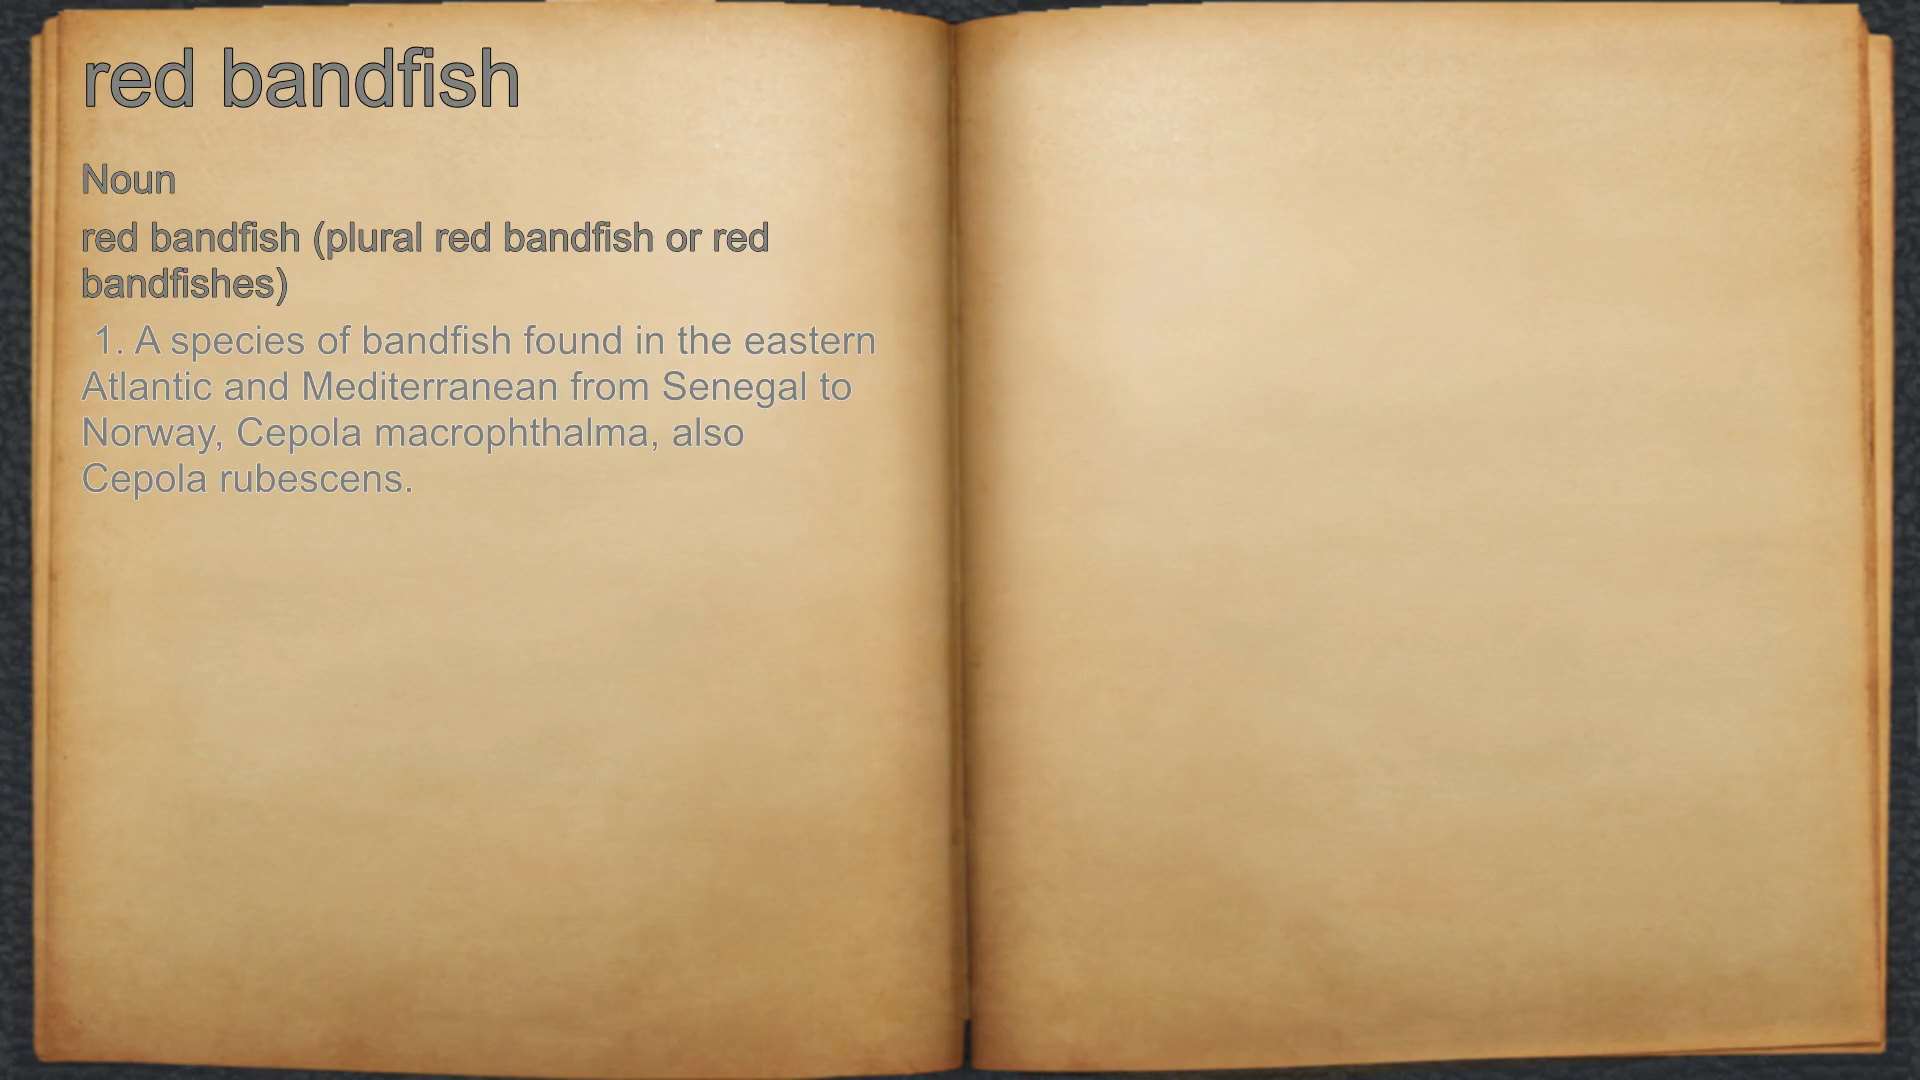 red bandfish
Noun
red bandfish (plural red bandfish or red
bandfishes)
1. A species of bandfish found in the eastern
Atlantic and Mediterranean from Senegal to
Norway, Cepola macrophthalma, also
Cepola rubescens.